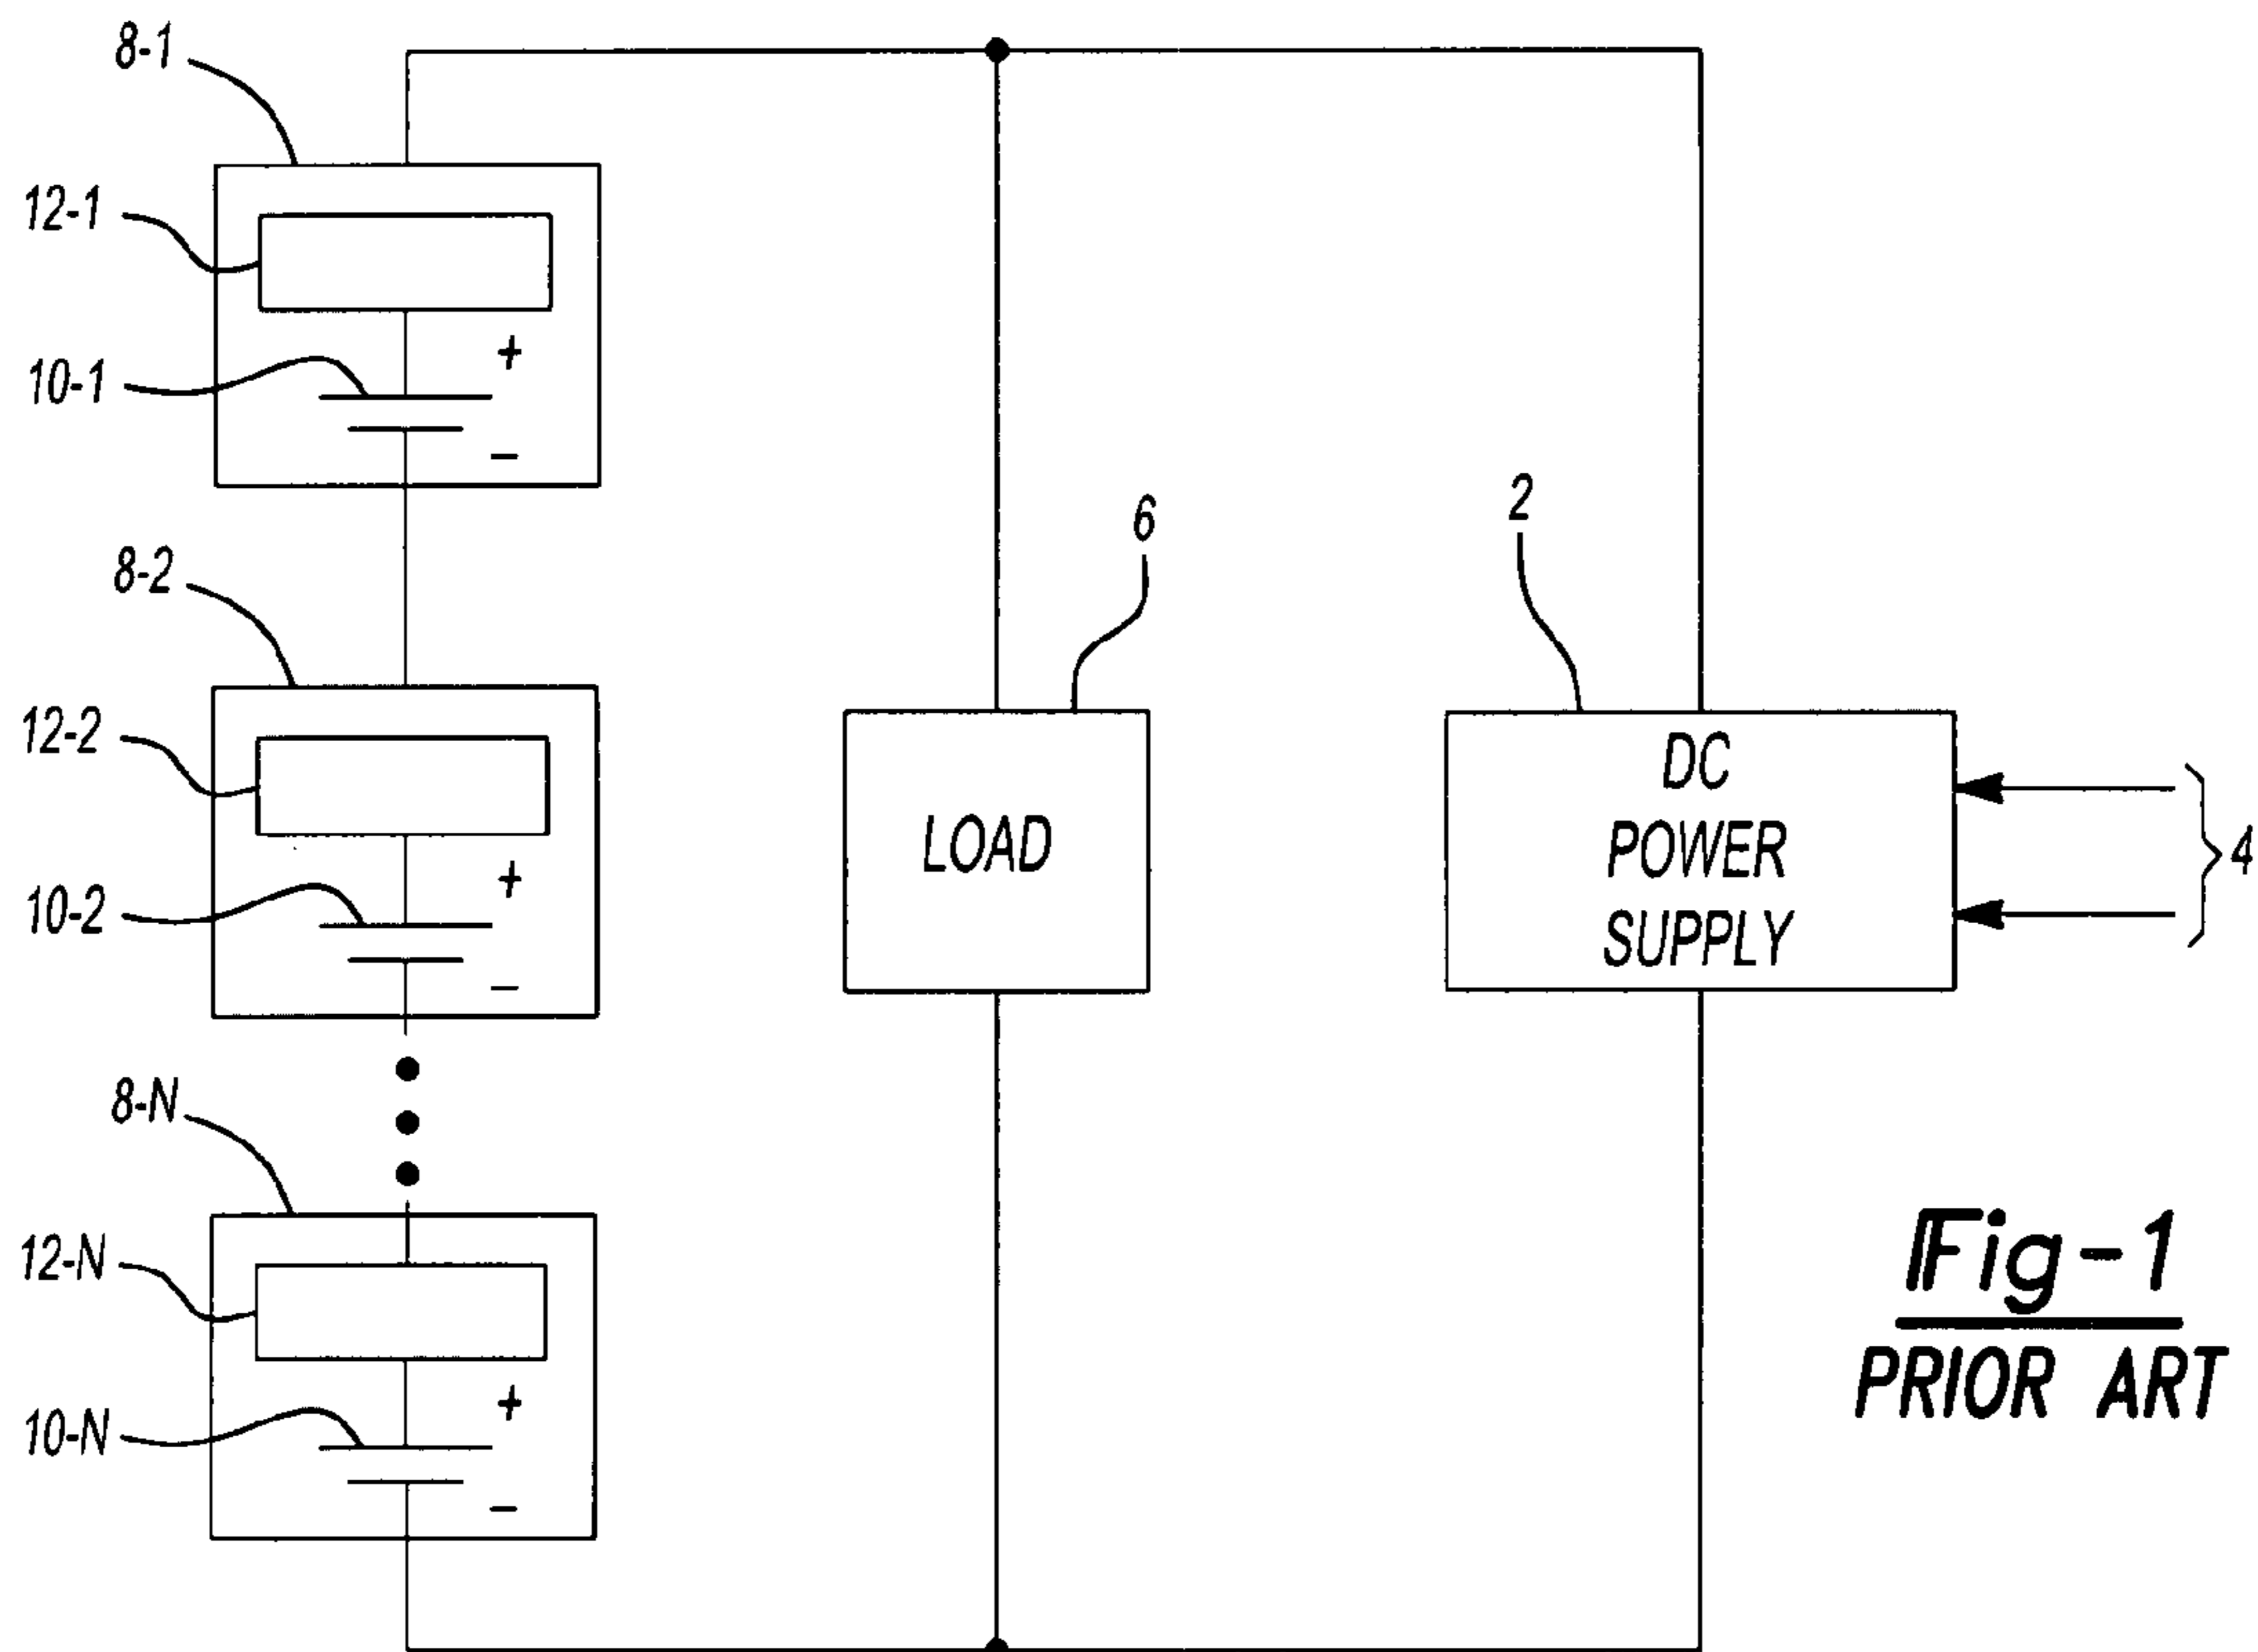 8-1
12-1
+
10-1
-
6
2
8-2
12-2
LOAD
DC
POWER
SUPPLY
4
+
10-2
-
8-N
12-N
+
10-N
-
Fig-1
PRIOR ART